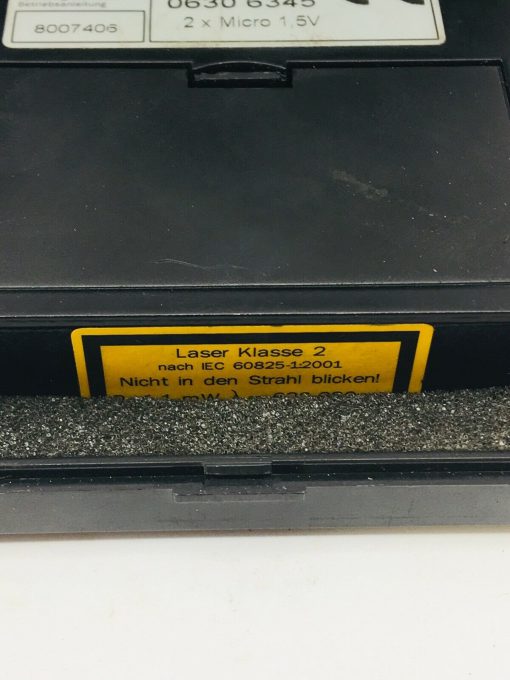 Betriebsanleitung
0630 6345
8007406
2 x Micro 1,5V
Laser Klasse 2
nach IEC 60825-1:2001
Nicht in den Strahl blicken!